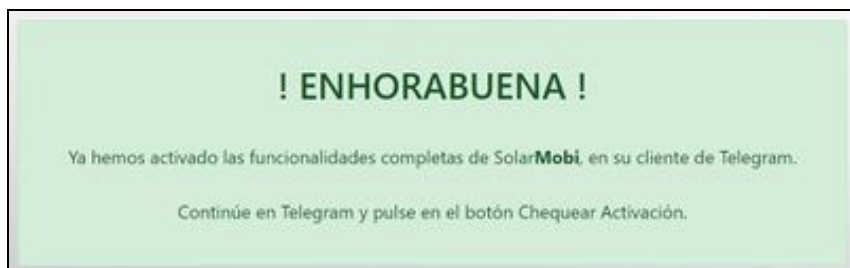 ! ENHORABUENA !
Ya hemos activado las funcionalidades completas de SolarMobi, en su cliente de Telegram.
Continúe en Telegram y pulse en el botón Chequear Activación.